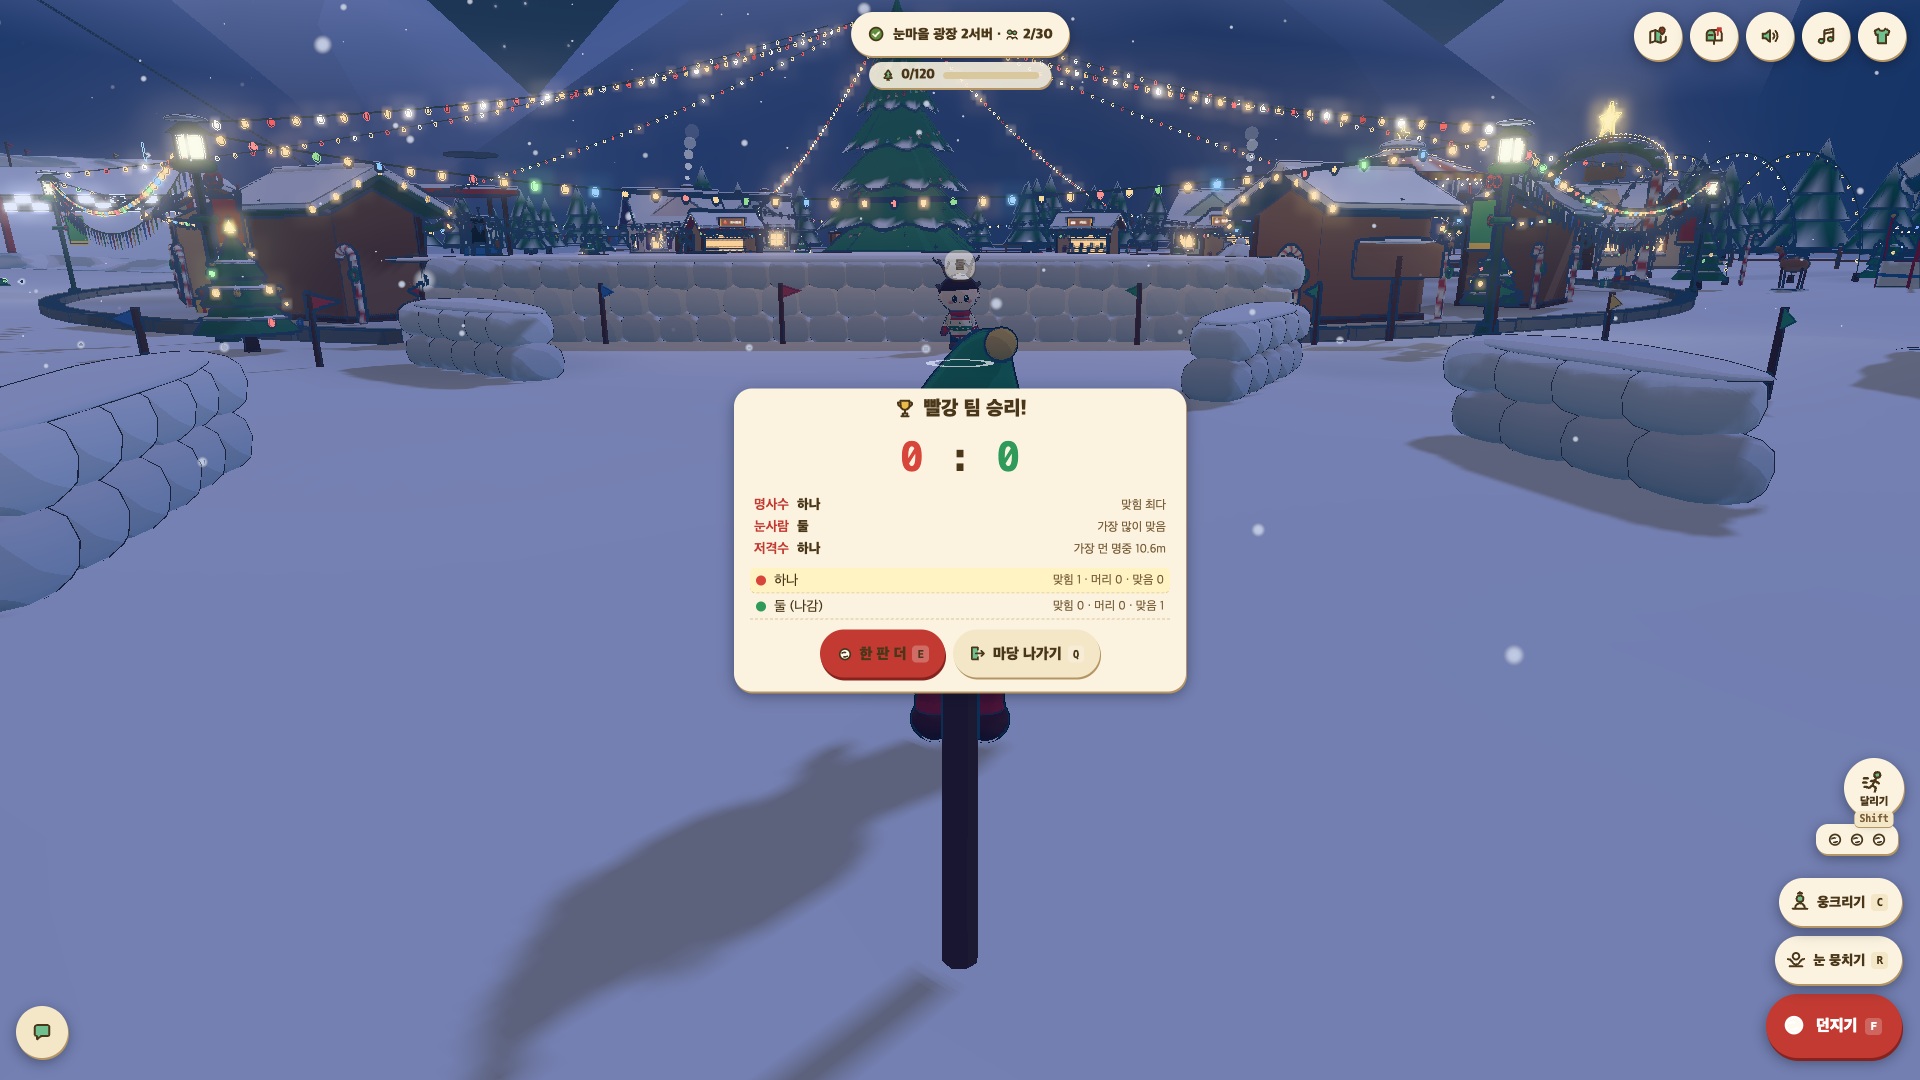 눈마을 광장 2서버 · 2/30
0/120
빨강 팀 승리!
0 : 0
명사수 하나 맞힘 최다
눈사람 둘 가장 많이 맞음
저격수 하나 가장 먼 명중 10.6m
하나 맞힘 1 · 머리 0 · 맞음 0
둘 (나감) 맞힘 0 · 머리 0 · 맞음 1
한 판 더 E
마당 나가기 Q
달리기
Shift
웅크리기 C
눈 뭉치기 R
던지기 F